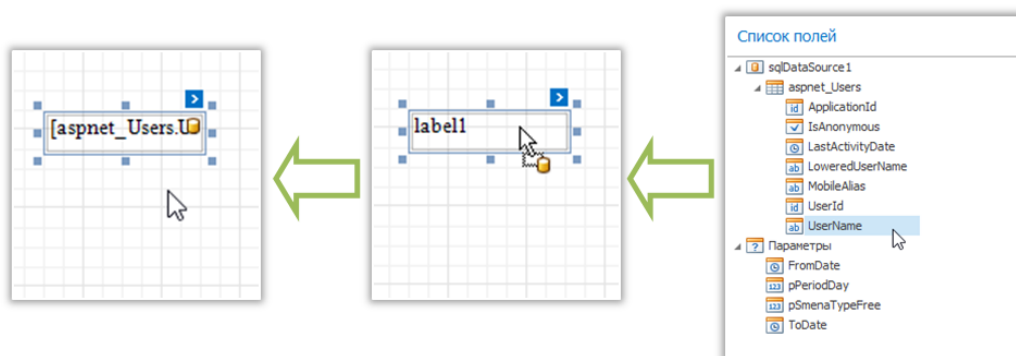 [aspnet_Users.U
label1
Список полей
sqlDataSource1
aspnet_Users
ApplicationId
IsAnonymous
LastActivityDate
LoweredUserName
MobileAlias
UserId
UserName
Параметры
FromDate
pPeriodDay
pSmenaTypeFree
ToDate